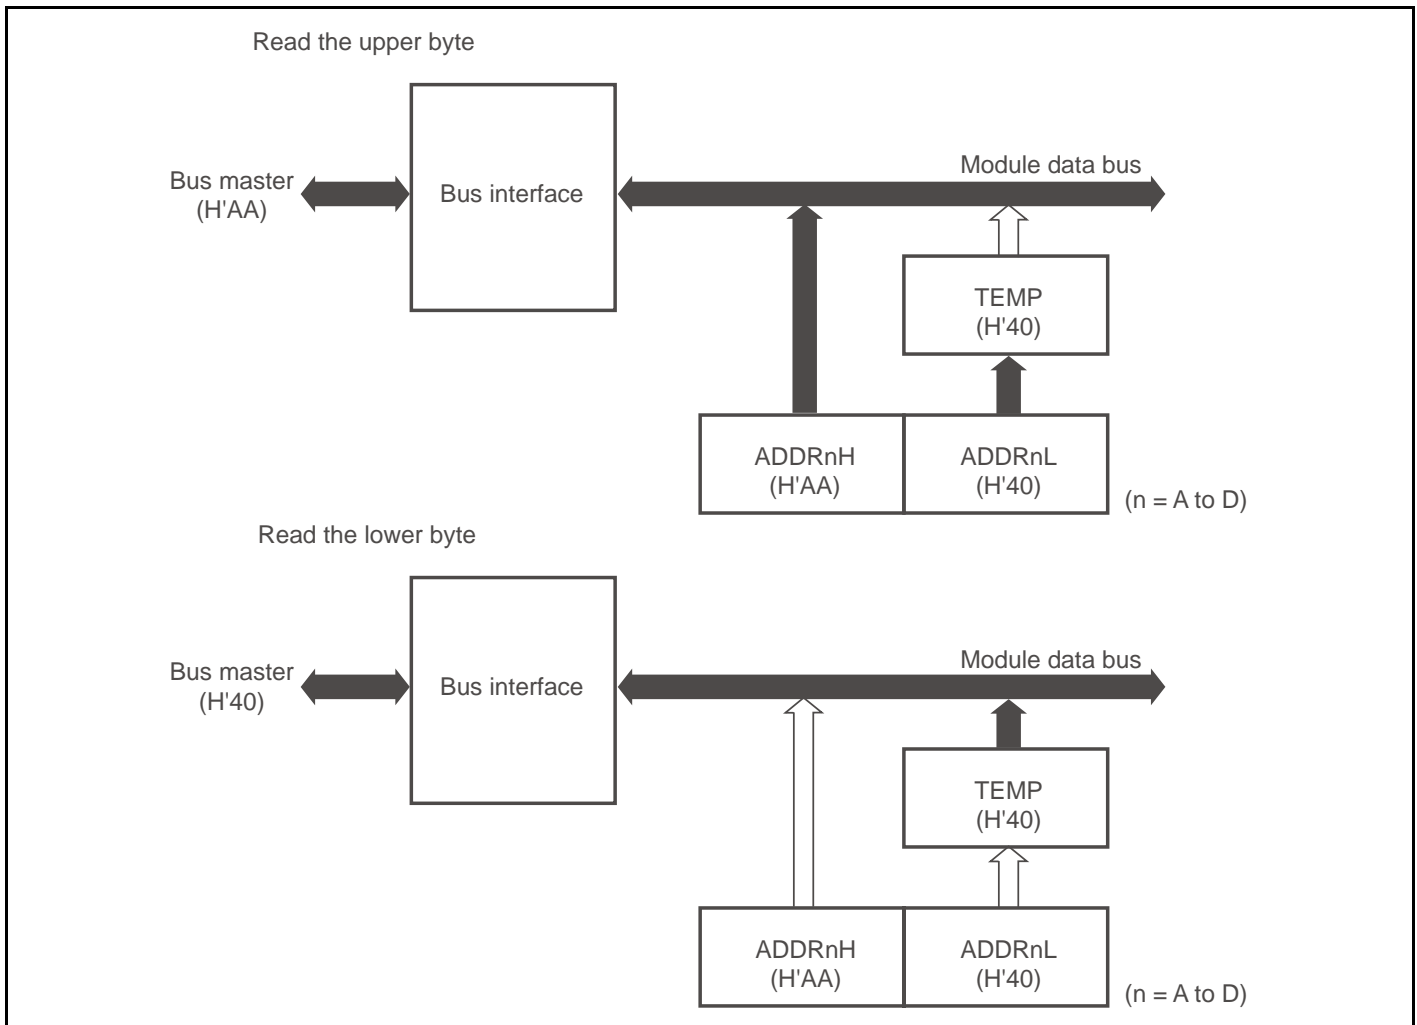 Read the upper byte
Module data bus
Bus master
(H'AA)
Bus interface
TEMP
(H'40)
ADDRnH
(H'AA)
ADDRnL
(H'40)
(n = A to D)
Read the lower byte
Module data bus
Bus master
(H'40)
Bus interface
TEMP
(H'40)
ADDRnH
(H'AA)
ADDRnL
(H'40)
(n = A to D)